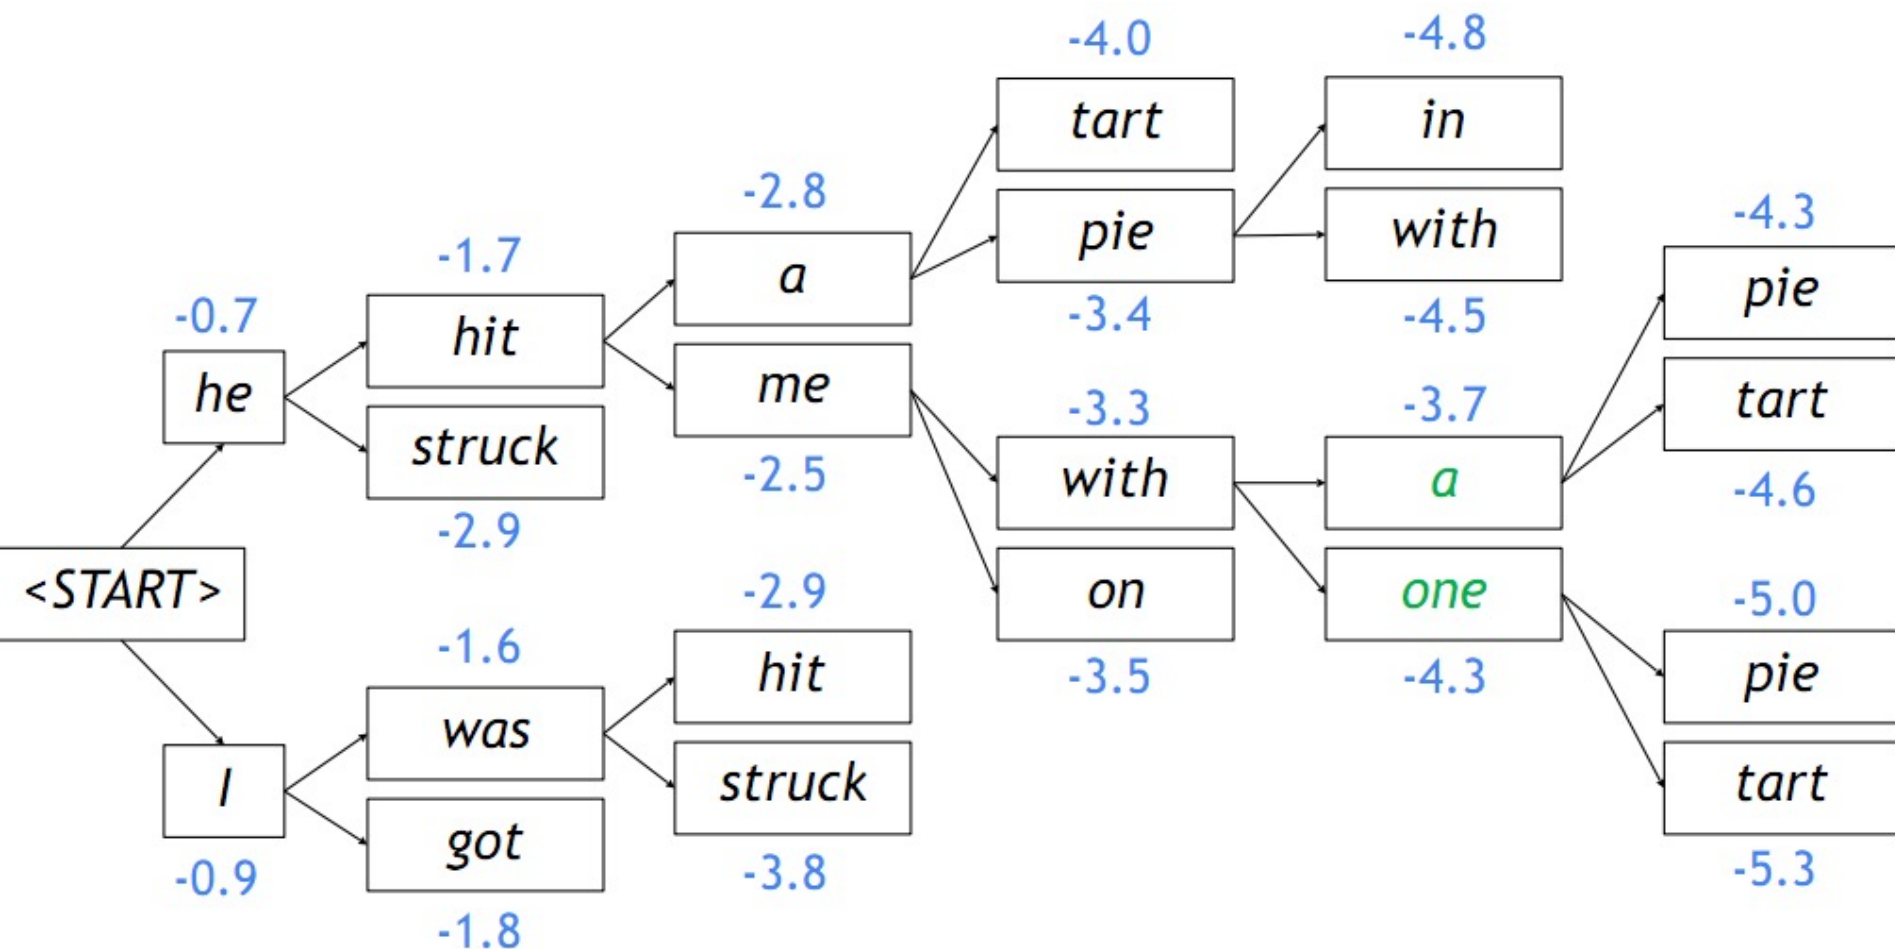 -4.0
-4.8
tart
in
-2.8
-4.3
pie
with
-1.7
a
pie
-0.7
hit
-3.4
-4.5
he
me
-3.3
-3.7
tart
struck
-2.5
with
a
-4.6
-2.9
<START>
-2.9
on
one
-5.0
-1.6
hit
-3.5
-4.3
pie
was
I
struck
tart
got
-0.9
-3.8
-5.3
-1.8